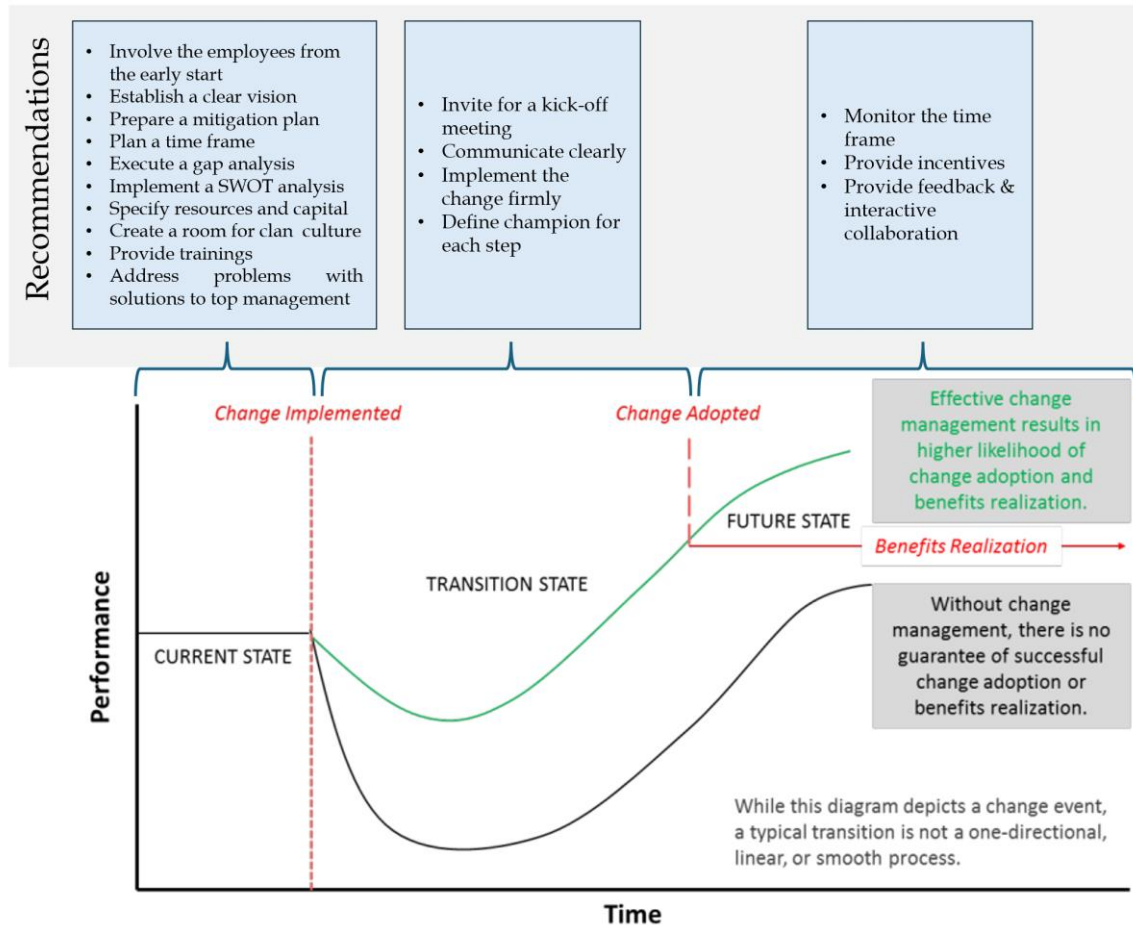 Recommendations
• Involve the employees from
the early start
• Establish a clear vision
• Prepare a mitigation plan
• Plan a time frame
• Execute a gap analysis
• Implement a SWOT analysis
• Specify resources and capital
• Create a room for clan culture
• Provide trainings
• Address problems with
solutions to top management
• Invite for a kick-off
meeting
• Communicate clearly
• Implement the
change firmly
• Define champion for
each step
• Monitor the time
frame
• Provide incentives
• Provide feedback &
interactive
collaboration
Change Implemented
Change Adopted
Effective change
management results in
higher likelihood of
change adoption and
benefits realization.
FUTURE STATE
Benefits Realization
TRANSITION STATE
CURRENT STATE
Without change
management, there is no
guarantee of successful
change adoption or
benefits realization.
While this diagram depicts a change event,
a typical transition is not a one-directional,
linear, or smooth process.
Performance
Time